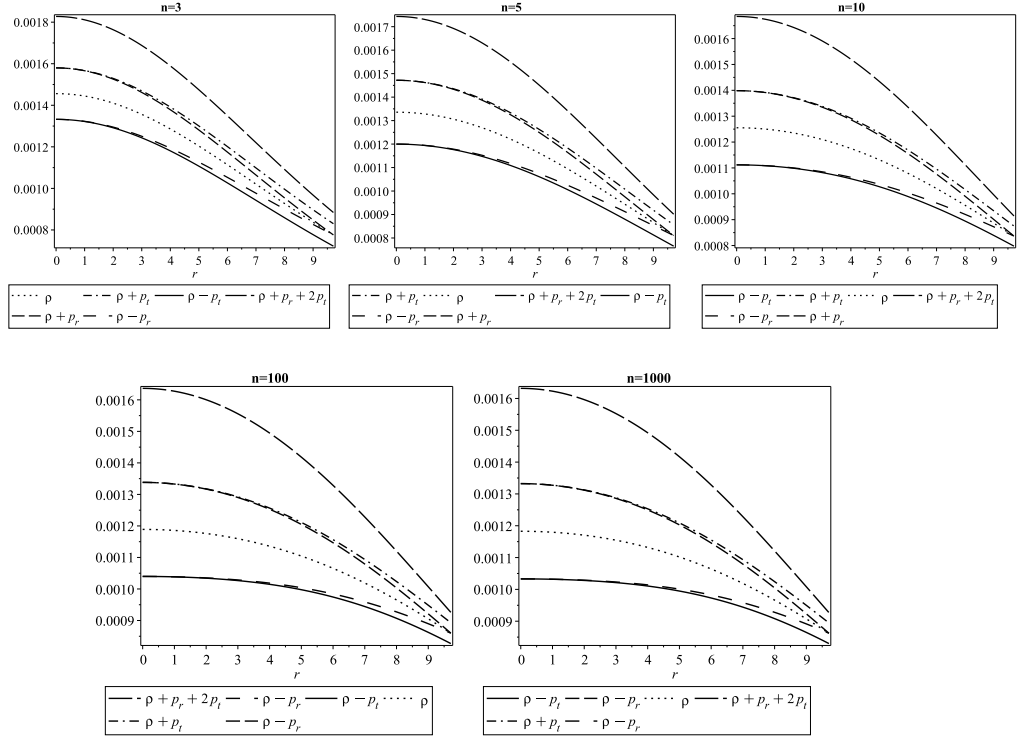 n=3
0.0018
0.0016
0.0014
0.0012
0.0010
0.0008
0 1 2 3 4 5 6 7 8 9
r
ρ ρ + p_t ρ − p_t ρ + p_r + 2p_t
ρ + p_r ρ − p_r
n=5
0.0017
0.0016
0.0015
0.0014
0.0013
0.0012
0.0011
0.0010
0.0009
0.0008
0 1 2 3 4 5 6 7 8 9
r
ρ + p_t ρ ρ + p_r + 2p_t ρ − p_t
ρ − p_r ρ + p_r
n=10
0.0016
0.0015
0.0014
0.0013
0.0012
0.0011
0.0010
0.0009
0.0008
0 1 2 3 4 5 6 7 8 9
r
ρ − p_t ρ + p_t ρ ρ + p_r + 2p_t
ρ − p_r ρ + p_r
n=100
0.0016
0.0015
0.0014
0.0013
0.0012
0.0011
0.0010
0.0009
0 1 2 3 4 5 6 7 8 9
r
ρ + p_r + 2p_t ρ − p_r ρ − p_t ρ
ρ + p_t ρ − p_r
n=1000
0.0016
0.0015
0.0014
0.0013
0.0012
0.0011
0.0010
0.0009
0 1 2 3 4 5 6 7 8 9
r
ρ − p_t ρ − p_r ρ ρ + p_r + 2p_t
ρ + p_t ρ − p_r